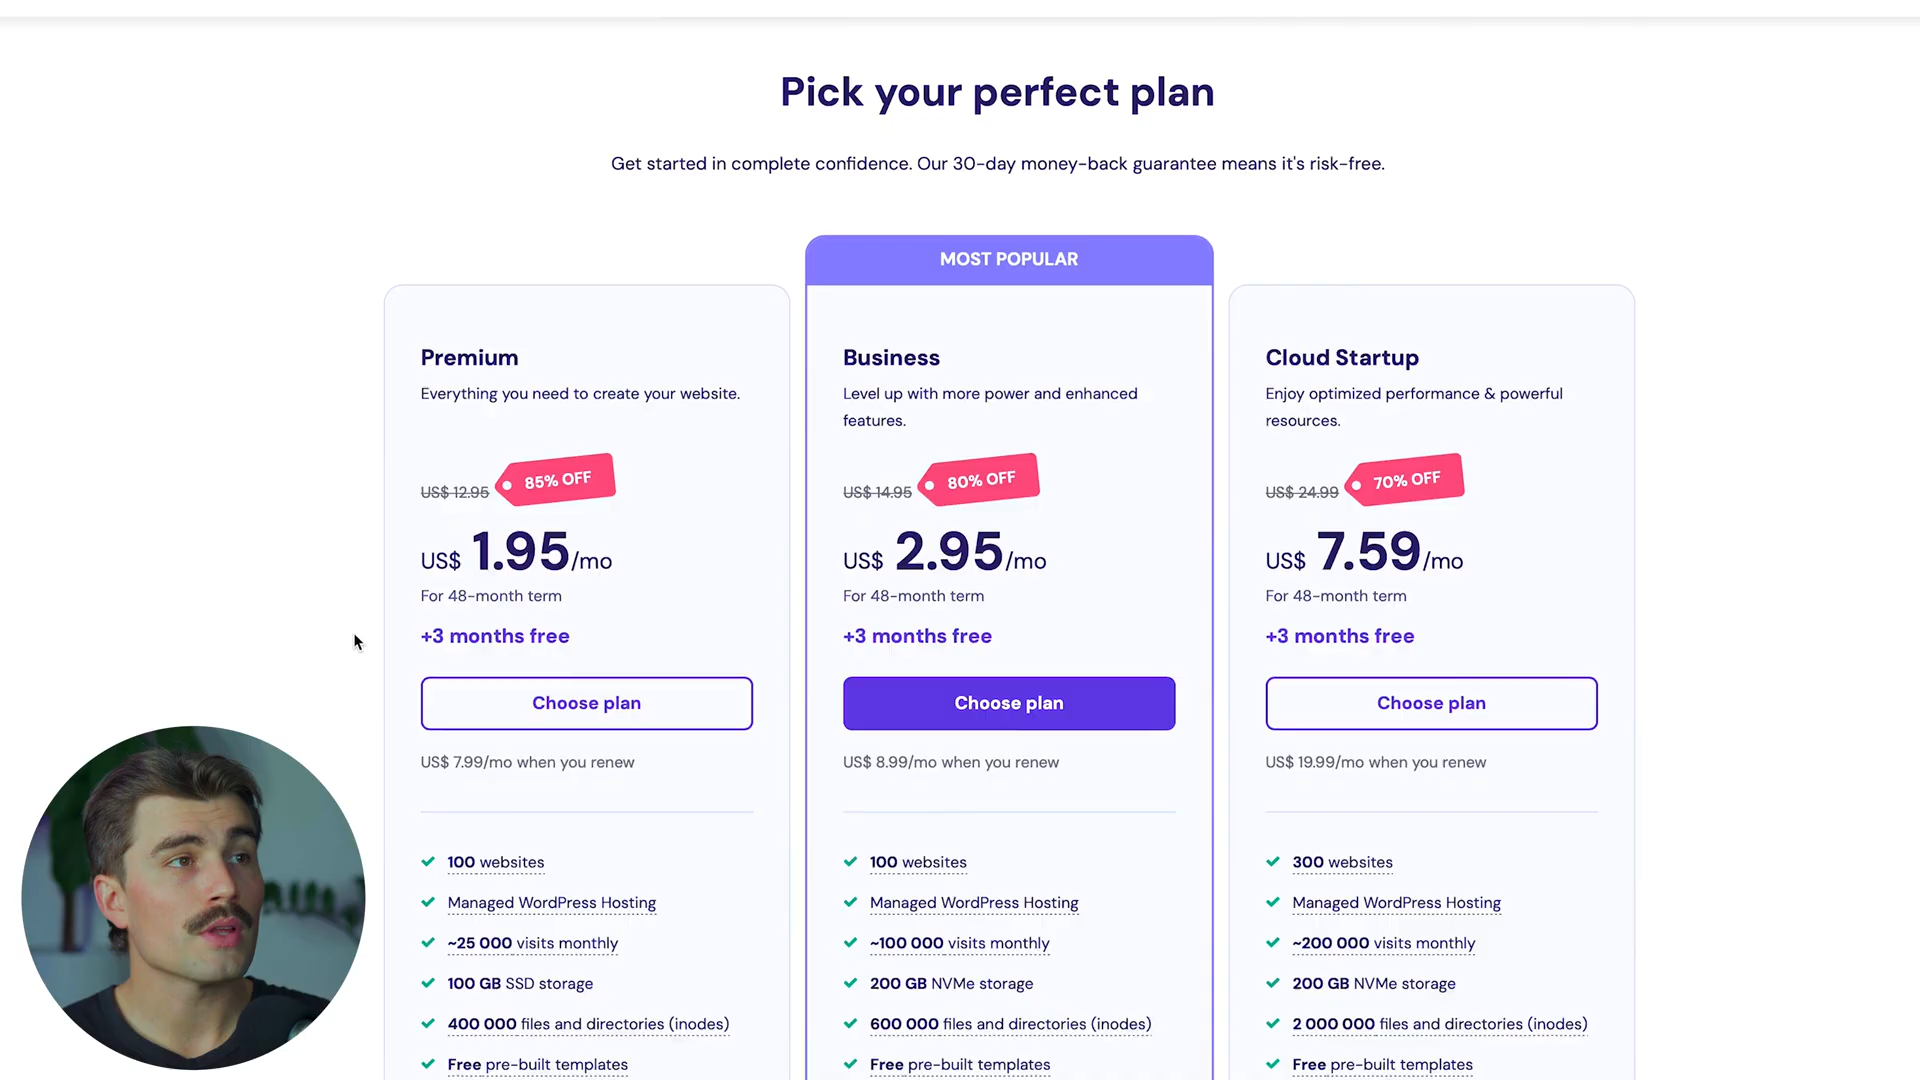 Pick your perfect plan
Get started in complete confidence. Our 30-day money-back guarantee means it's risk-free.
MOST POPULAR
Premium
Everything you need to create your website.
US$ 12.95
85% OFF
US$ 1.95/mo
For 48-month term
+3 months free
Choose plan
US$ 7.99/mo when you renew
100 websites
Managed WordPress Hosting
~25 000 visits monthly
100 GB SSD storage
400 000 files and directories (inodes)
Free pre-built templates
Business
Level up with more power and enhanced
features.
US$ 14.95
80% OFF
US$ 2.95/mo
For 48-month term
+3 months free
Choose plan
US$ 8.99/mo when you renew
100 websites
Managed WordPress Hosting
~100 000 visits monthly
200 GB NVMe storage
600 000 files and directories (inodes)
Free pre-built templates
Cloud Startup
Enjoy optimized performance & powerful
resources.
US$ 24.99
70% OFF
US$ 7.59/mo
For 48-month term
+3 months free
Choose plan
US$ 19.99/mo when you renew
300 websites
Managed WordPress Hosting
~200 000 visits monthly
200 GB NVMe storage
2 000 000 files and directories (inodes)
Free pre-built templates